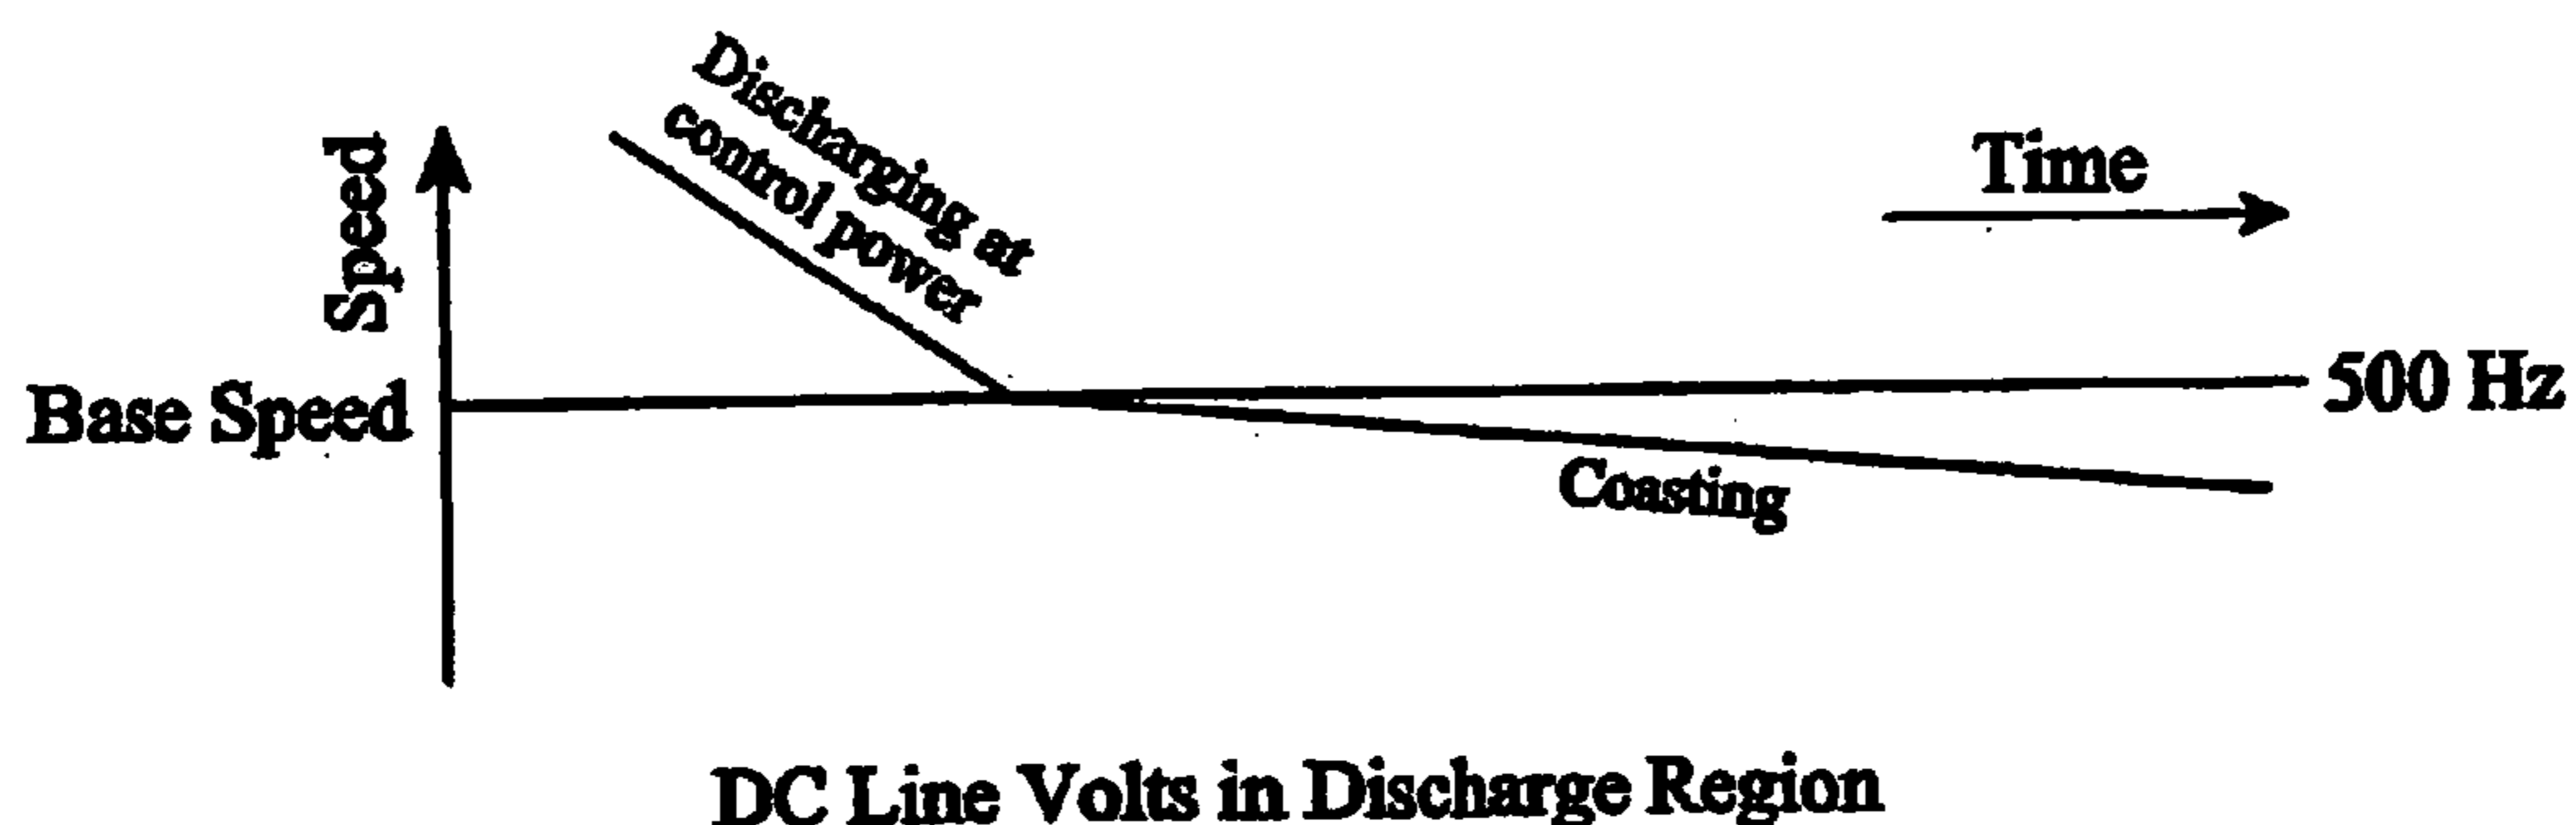 Discharging at
control power
Speed
Time
Base Speed
500 Hz
Coasting
DC Line Volts in Discharge Region